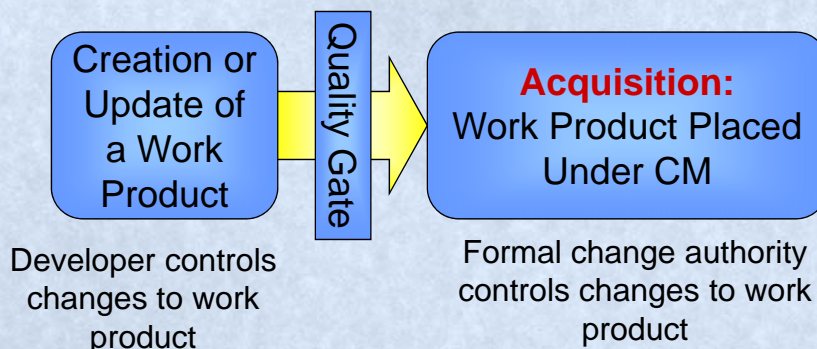 Creation or
Update of
a Work
Product
Quality Gate
Acquisition:
Work Product Placed
Under CM
Developer controls
changes to work
product
Formal change authority
controls changes to work
product